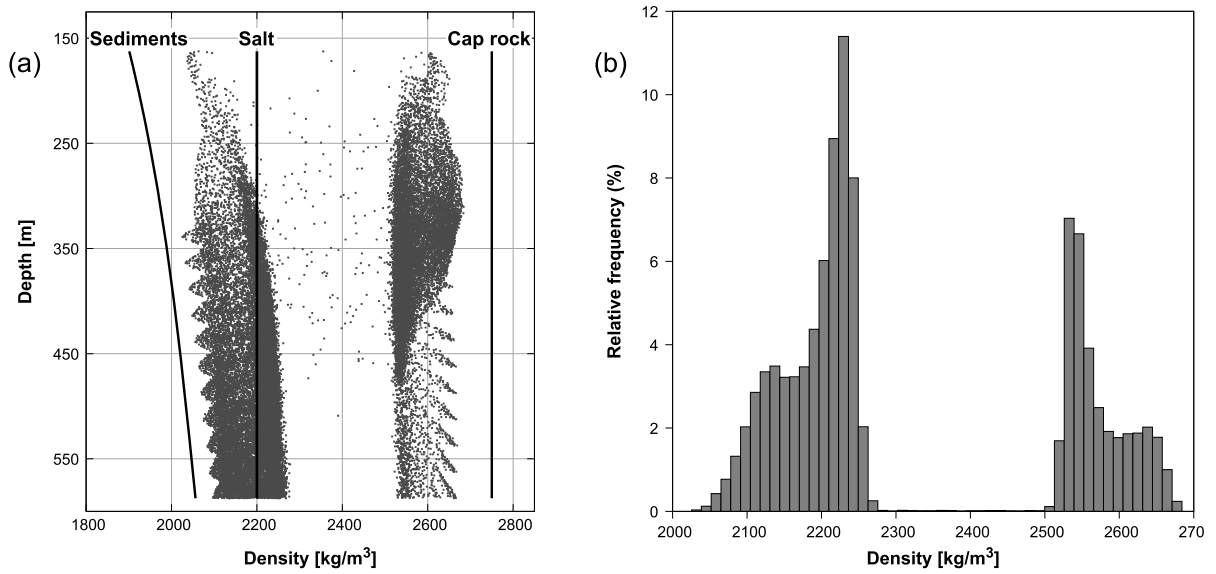 (a)
Sediments
Salt
Cap rock
150
250
350
450
550
Depth [m]
1800
2000
2200
2400
2600
2800
Density [kg/m³]
(b)
12
10
8
6
4
2
0
Relative frequency (%)
2000
2100
2200
2300
2400
2500
2600
270
Density [kg/m³]